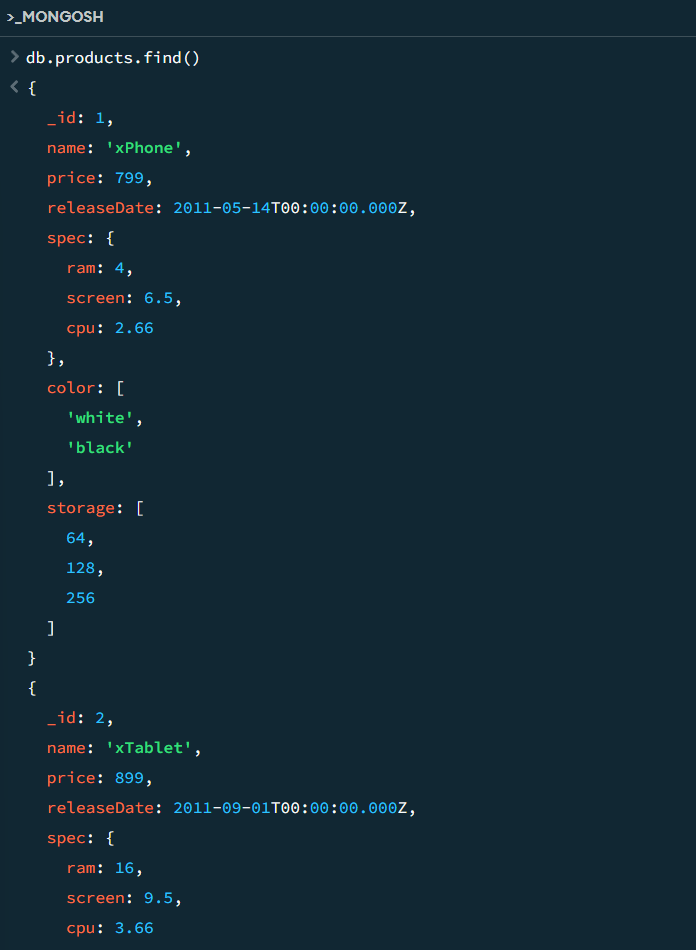 >_MONGOSH
> db.products.find()
< {
_id: 1,
name: 'xPhone',
price: 799,
releaseDate: 2011-05-14T00:00:00.000Z,
spec: {
ram: 4,
screen: 6.5,
cpu: 2.66
},
color: [
'white',
'black'
],
storage: [
64,
128,
256
]
}
{
_id: 2,
name: 'xTablet',
price: 899,
releaseDate: 2011-09-01T00:00:00.000Z,
spec: {
ram: 16,
screen: 9.5,
cpu: 3.66